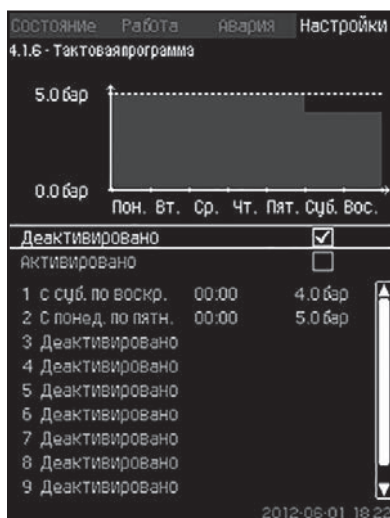 Состояние Работа Авария Настройки
4.1.6 - Тактоваяпрограмма
5.0 бар
0.0 бар
Пон. Вт. Ср. Чт. Пят. Суб. Вос.
Деактивировано
Активировано
1 С суб. по воскр. 00:00 4.0 бар
2 С понед. по пятн. 00:00 5.0 бар
3 Деактивировано
4 Деактивировано
5 Деактивировано
6 Деактивировано
7 Деактивировано
8 Деактивировано
9 Деактивировано
2012-06-01 18:22